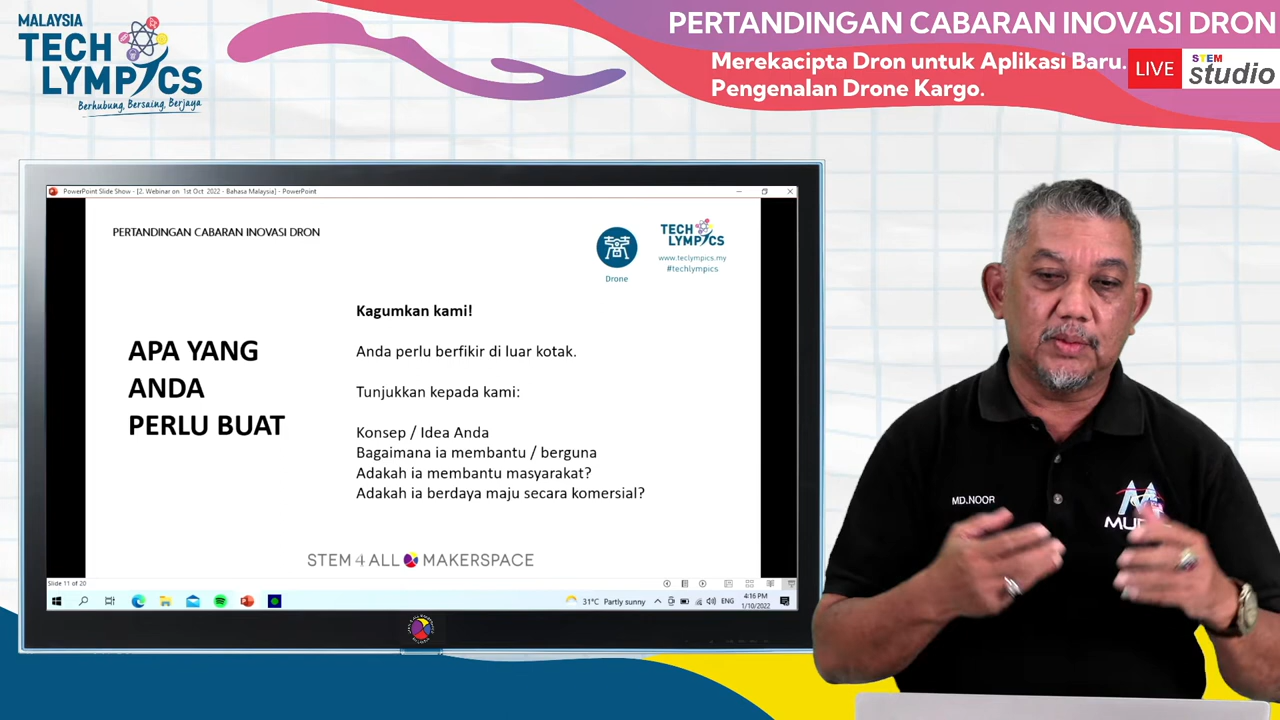 MALAYSIA
TECH
LYMPICS
Berhubung, Bersaing, Berjaya
PERTANDINGAN CABARAN INOVASI DRON
Merekacipta Dron untuk Aplikasi Baru.
Pengenalan Drone Kargo.
LIVE
STEM
studio
PowerPoint Slide Show - [2. Webinar on 1st Oct 2022 - Bahasa Malaysia] - PowerPoint
PERTANDINGAN CABARAN INOVASI DRON
Drone
TECH
LYMPICS
www.teclympics.my
#techlympics
APA YANG
ANDA
PERLU BUAT
Kagumkan kami!
Anda perlu berfikir di luar kotak.
Tunjukkan kepada kami:
Konsep / Idea Anda
Bagaimana ia membantu / berguna
Adakah ia membantu masyarakat?
Adakah ia berdaya maju secara komersial?
STEM 4 ALL MAKERSPACE
Slide 11 of 20
31°C Partly sunny
ENG
4:16 PM
1/10/2022
MD.NOOR